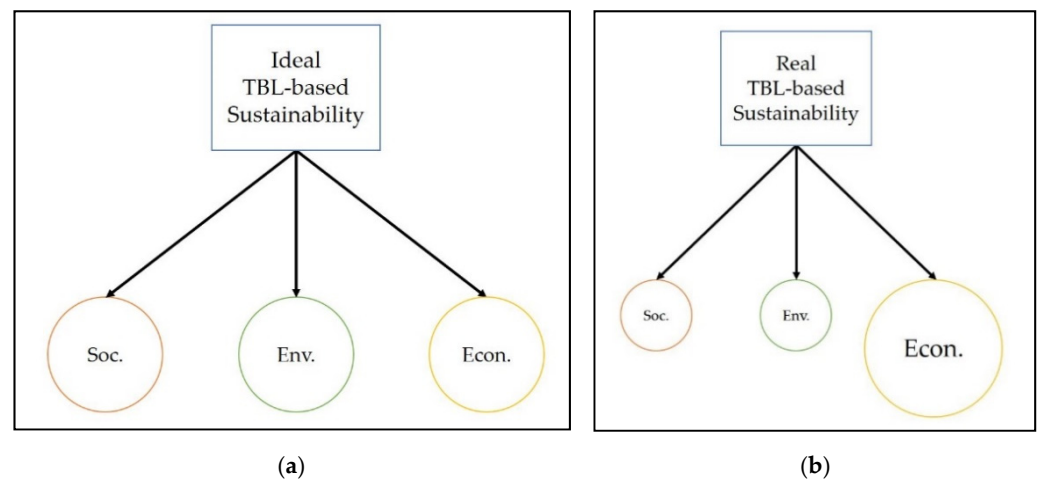 Ideal
TBL-based
Sustainability
Soc.
Env.
Econ.
(a)
Real
TBL-based
Sustainability
Soc.
Env.
Econ.
(b)